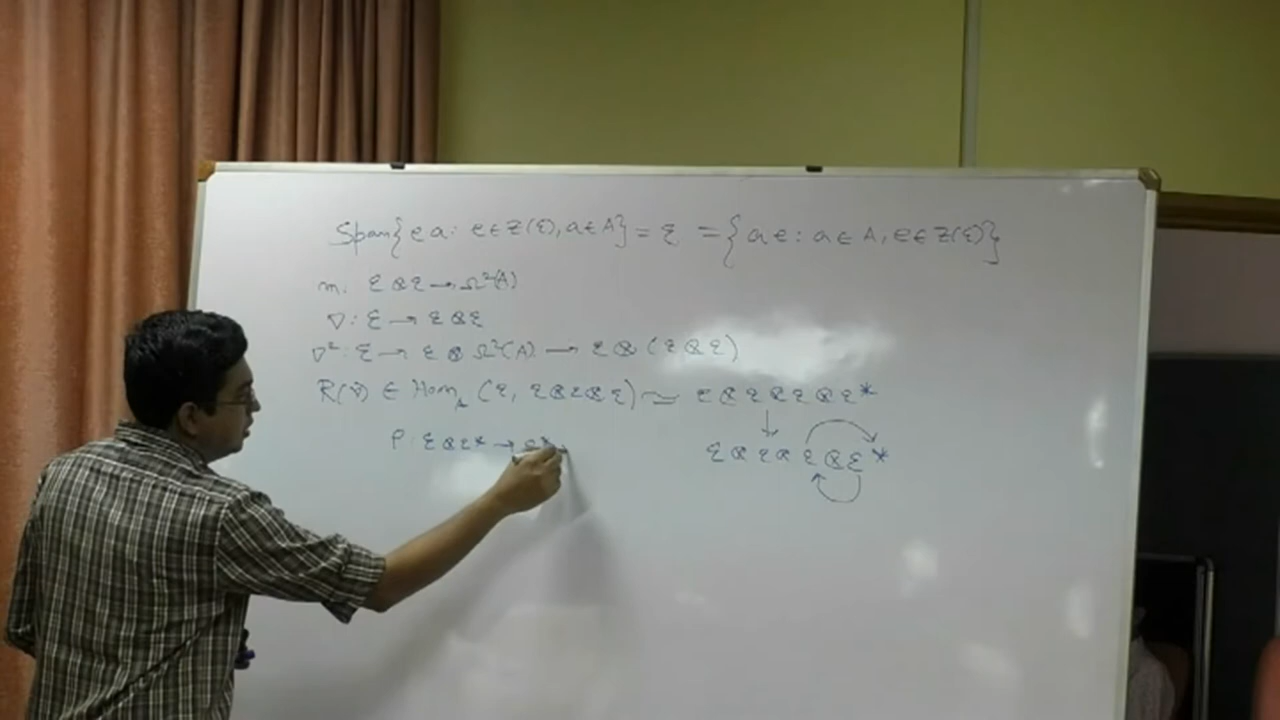 Span{ea: e∈Z(ℰ), a∈A} = ℰ = {ae: a∈A, e∈Z(ℰ)}
m: ℰ⊗ℰ → Ω²(A)
∇: ℰ → ℰ⊗ℰ
∇²: ℰ → ℰ⊗Ω²(A) → ℰ⊗(ℰ⊗ℰ)
R(∇) ∈ Hom_A(ℰ, ℰ⊗ℰ⊗ℰ) ≃ ℰ⊗ℰ⊗ℰ⊗ℰ*
↓
P: ℰ⊗ℰ* → ℰ* ℰ⊗ℰ⊗ℰ⊗ℰ*